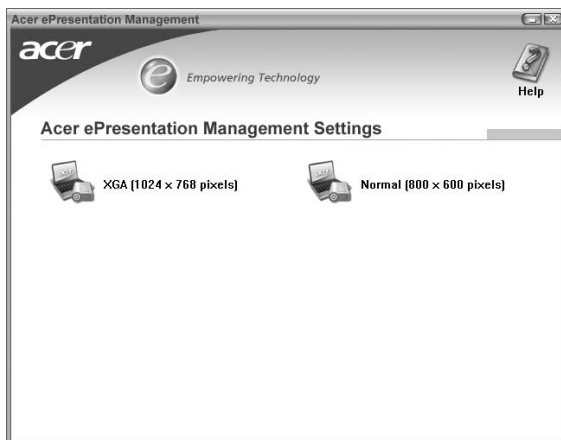 Acer ePresentation Management
acer
e Empowering Technology
Help
Acer ePresentation Management Settings
XGA (1024 x 768 pixels)
Normal (800 x 600 pixels)